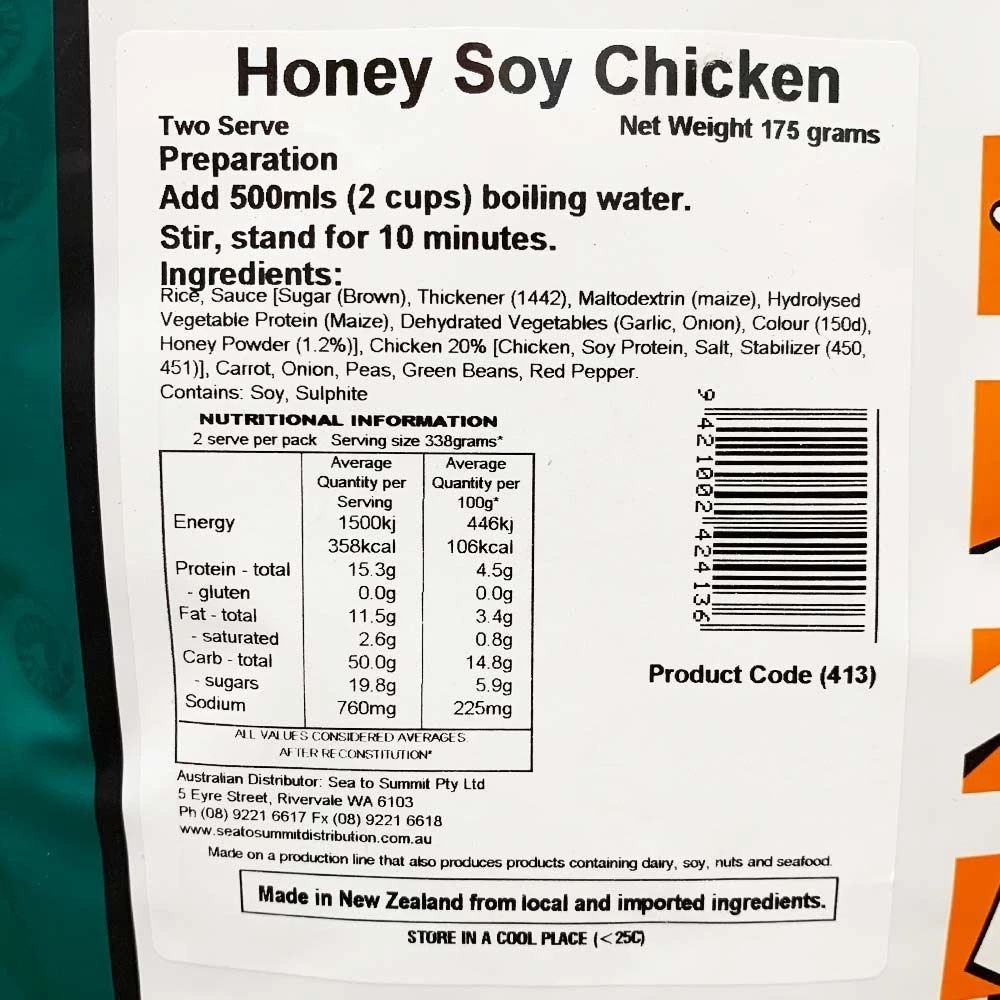 Honey Soy Chicken
Two Serve Net Weight 175 grams
Preparation
Add 500mls (2 cups) boiling water.
Stir, stand for 10 minutes.
Ingredients:
Rice, Sauce [Sugar (Brown), Thickener (1442), Maltodextrin (maize), Hydrolysed
Vegetable Protein (Maize), Dehydrated Vegetables (Garlic, Onion), Colour (150d),
Honey Powder (1.2%)], Chicken 20% [Chicken, Soy Protein, Salt, Stabilizer (450,
451)], Carrot, Onion, Peas, Green Beans, Red Pepper.
Contains: Soy, Sulphite
NUTRITIONAL INFORMATION
2 serve per pack Serving size 338grams*
Average Average
Quantity per Quantity per
Serving 100g*
Energy 1500kj 446kj
358kcal 106kcal
Protein - total 15.3g 4.5g
- gluten 0.0g 0.0g
Fat - total 11.5g 3.4g
- saturated 2.6g 0.8g
Carb - total 50.0g 14.8g
- sugars 19.8g 5.9g
Sodium 760mg 225mg
ALL VALUES CONSIDERED AVERAGES
AFTER RECONSTITUTION*
9 421002 424136
Product Code (413)
Australian Distributor: Sea to Summit Pty Ltd
5 Eyre Street, Rivervale WA 6103
Ph (08) 9221 6617 Fx (08) 9221 6618
www.seatosummitdistribution.com.au
Made on a production line that also produces products containing dairy, soy, nuts and seafood.
Made in New Zealand from local and imported ingredients.
STORE IN A COOL PLACE (<25C)